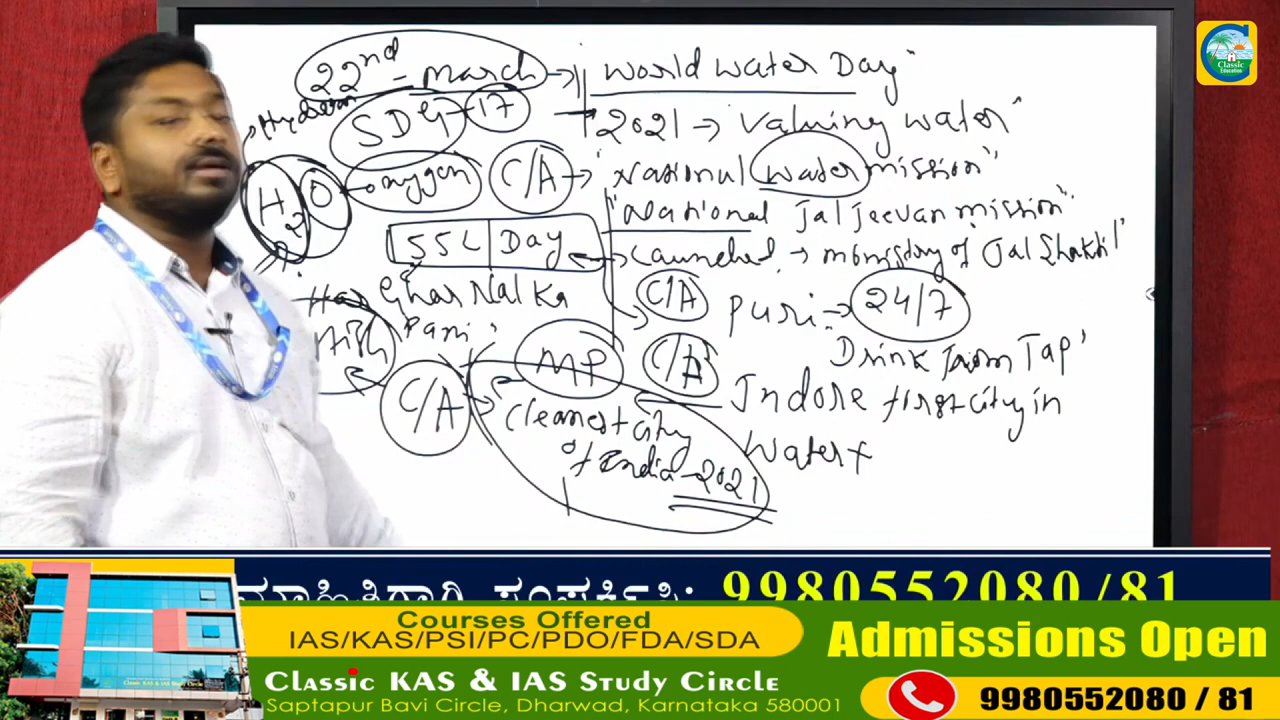 22nd - March → "World Water Day"
SDG - 17 → 2021 → "Valuing water"
H2O oxygen C/A → "National water mission"
"National Jal Jeevan mission"
SSC Day
Launched → Ministry of Jal Shakti
Ghar Nal Ka
Pani
C/A Puri → 24/7
Drink from Tap'
MP C/A Indore first city in
Water +
C/A Cleanest city
of India - 2021
Classic
Education
ಮಾಹಿತಿಗಾಗಿ ಸಂಪರ್ಕಿಸಿ: 9980552080 / 81
Courses Offered
IAS/KAS/PSI/PC/PDO/FDA/SDA
Admissions Open
Classic KAS & IAS Study Circle
Saptapur Bavi Circle, Dharwad, Karnataka 580001
9980552080 / 81